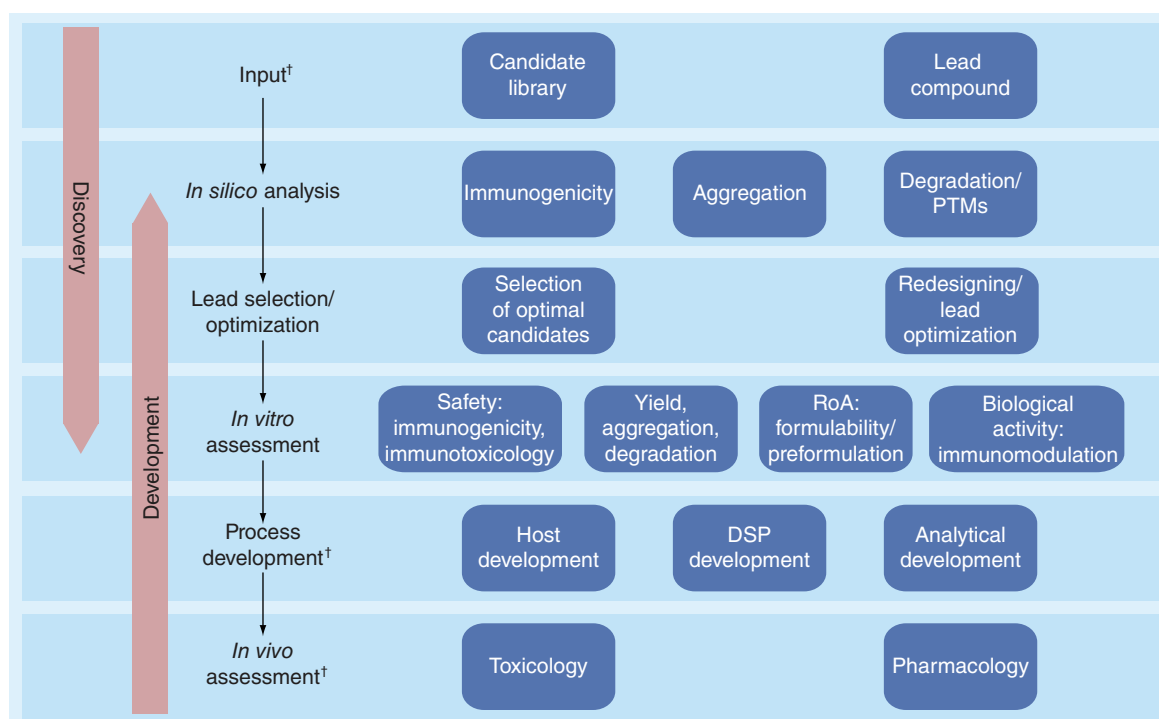 Discovery
Development
Input†
Candidate
library
Lead
compound
In silico analysis
Immunogenicity
Aggregation
Degradation/
PTMs
Lead selection/
optimization
Selection
of optimal
candidates
Redesigning/
lead
optimization
In vitro
assessment
Safety:
immunogenicity,
immunotoxicology
Yield,
aggregation,
degradation
RoA:
formulability/
preformulation
Biological
activity:
immunomodulation
Process
development†
Host
development
DSP
development
Analytical
development
In vivo
assessment†
Toxicology
Pharmacology